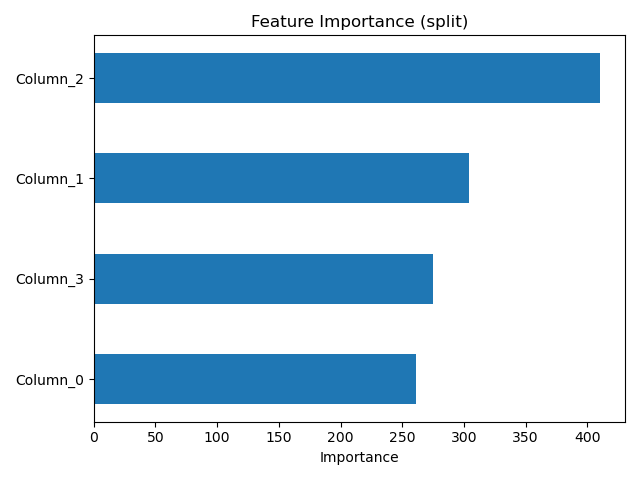 Feature Importance (split)
Column_2
Column_1
Column_3
Column_0
0 50 100 150 200 250 300 350 400
Importance